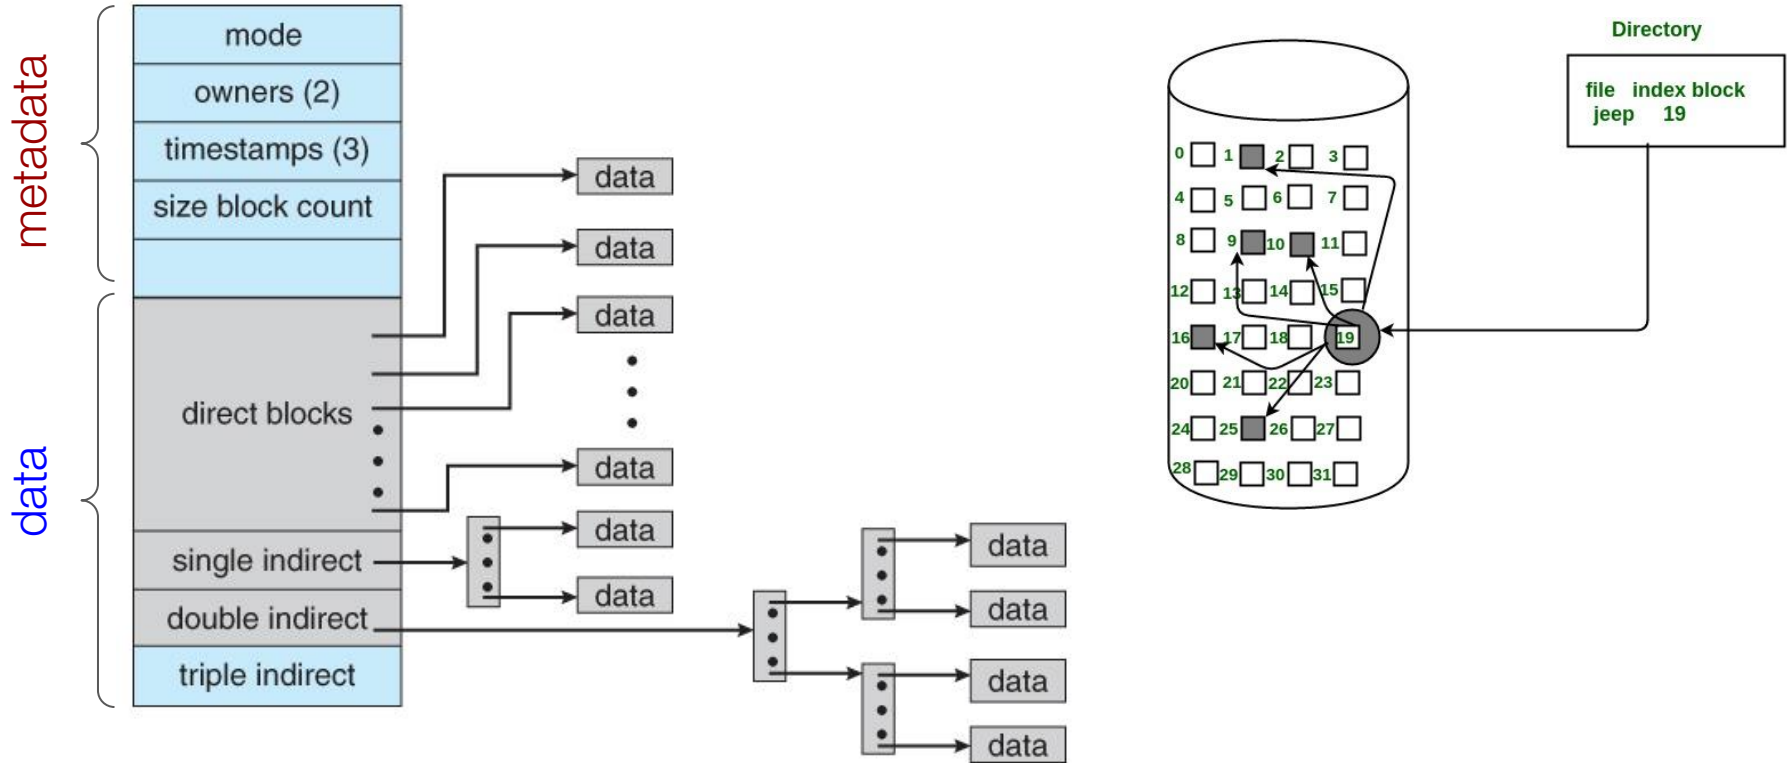 metadata
data
mode
owners (2)
timestamps (3)
size block count
direct blocks
single indirect
double indirect
triple indirect
data
data
data
data
data
data
data
data
data
data
Directory
file index block
jeep 19
0 1 2 3
4 5 6 7
8 9 10 11
12 13 14 15
16 17 18 19
20 21 22 23
24 25 26 27
28 29 30 31